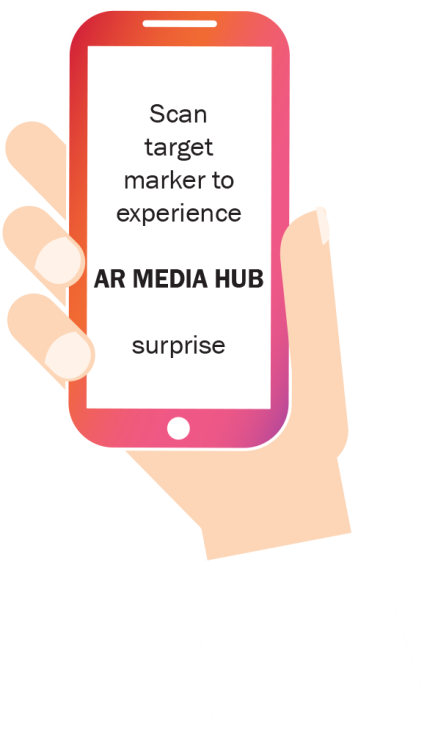 Scan
target
marker to
experience
AR MEDIA HUB
surprise